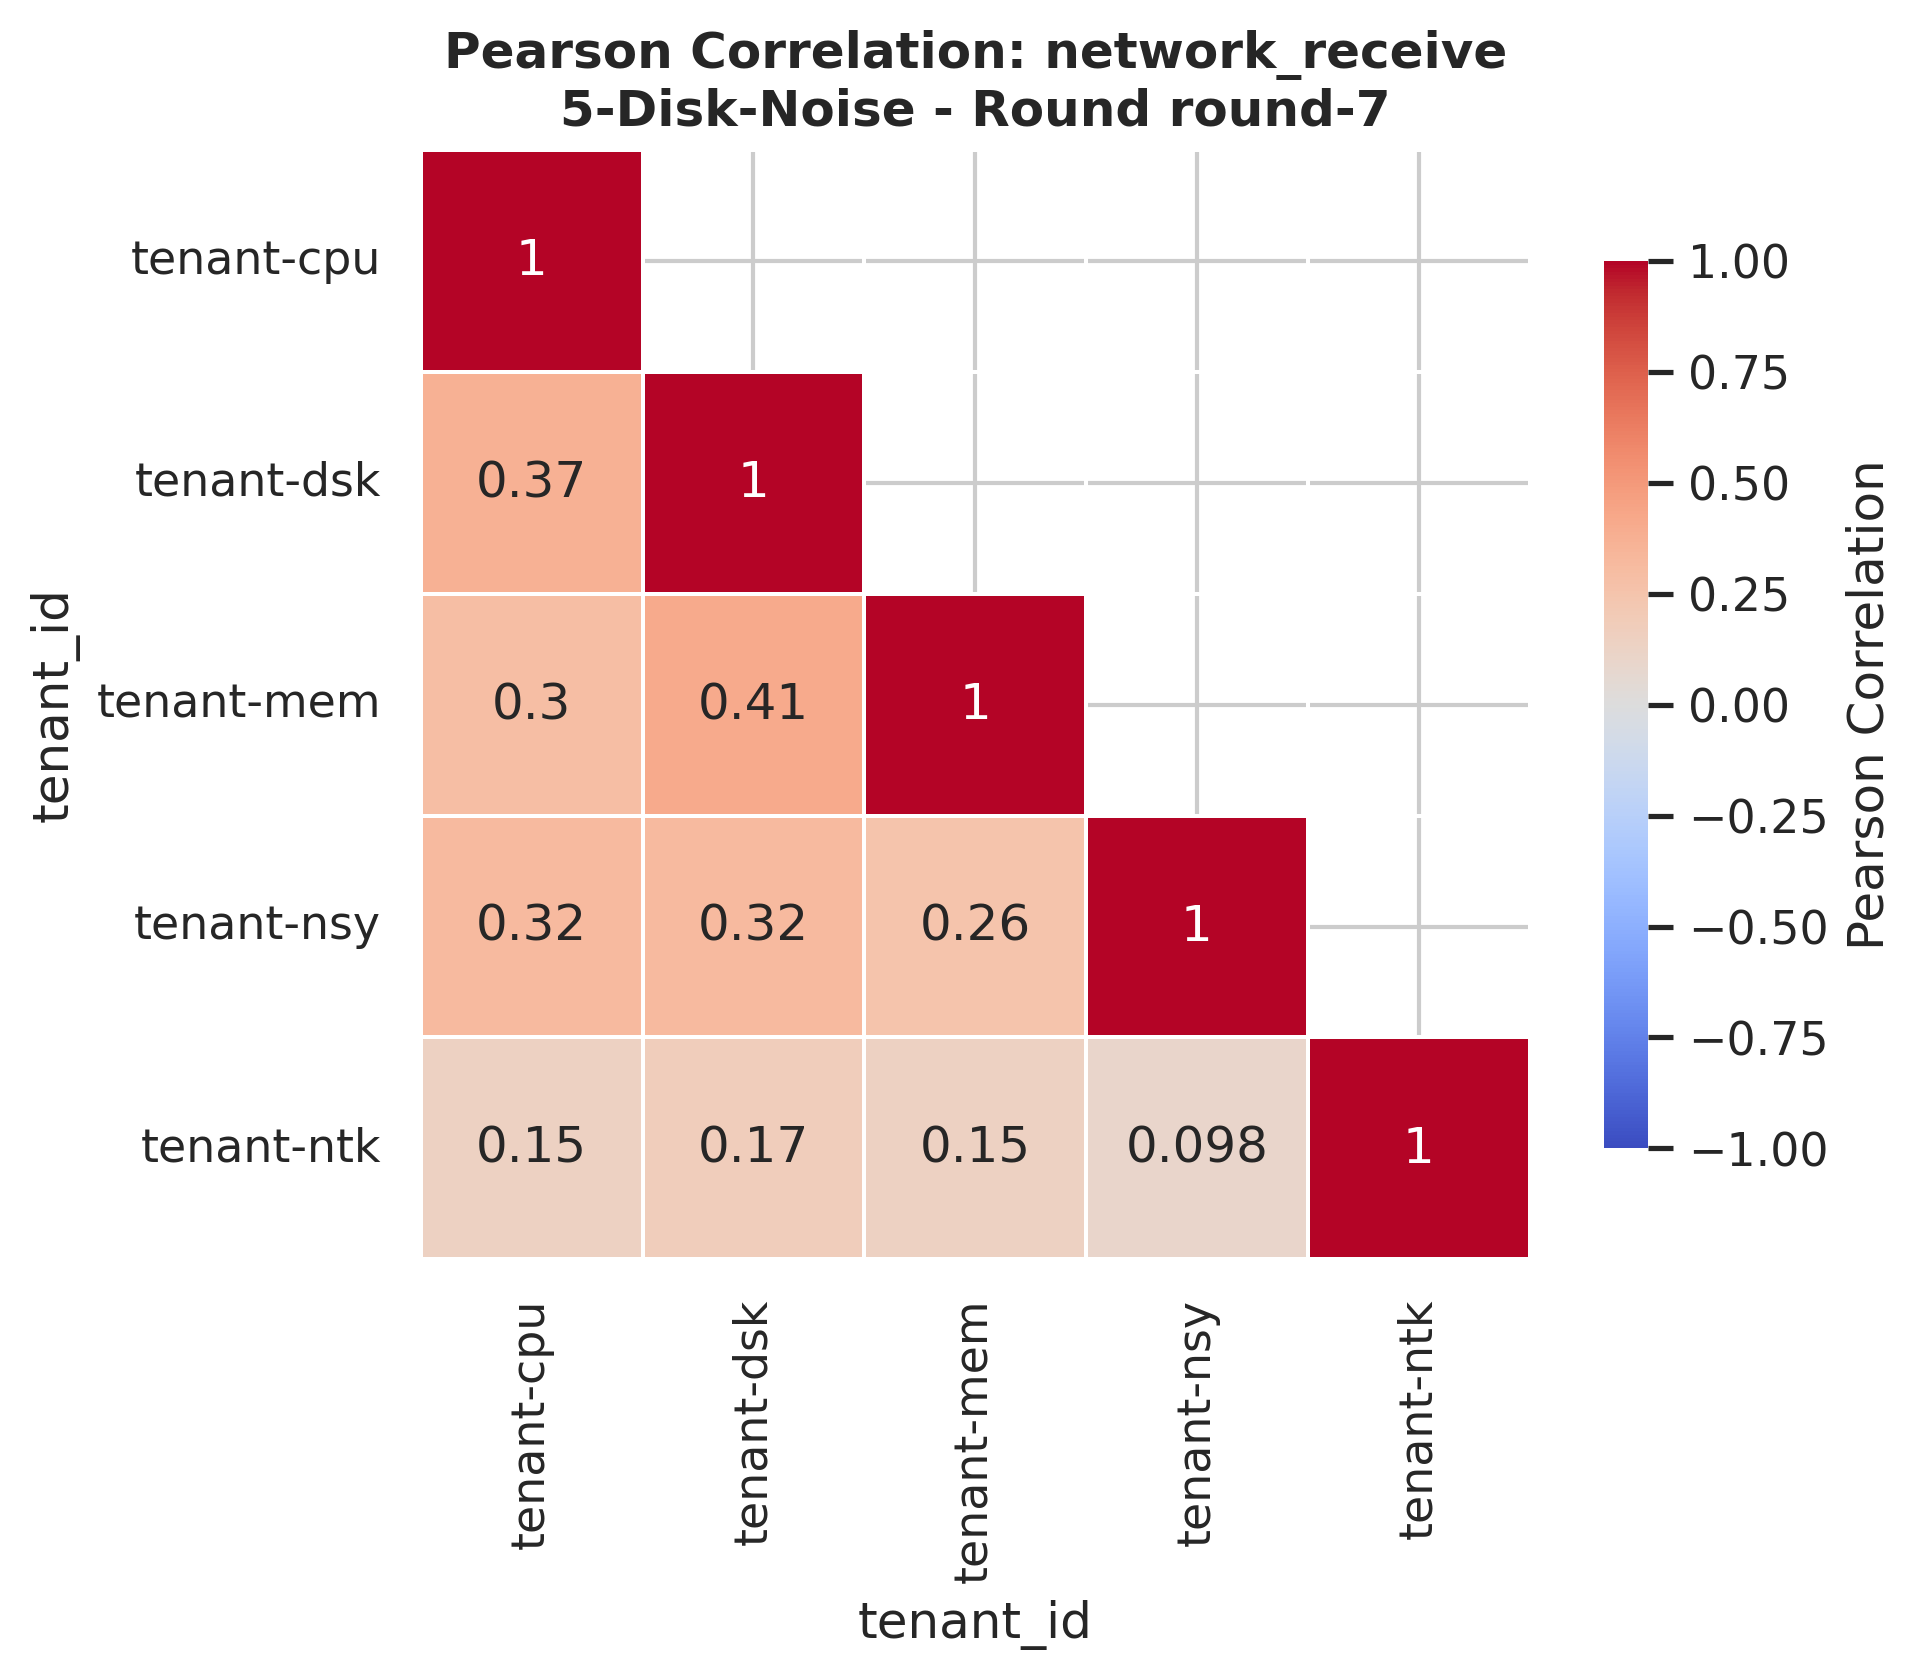 Pearson Correlation: network_receive
5-Disk-Noise - Round round-7
tenant_id
tenant-cpu
1
tenant-dsk
0.37 1
tenant-mem
0.3 0.41 1
tenant-nsy
0.32 0.32 0.26 1
tenant-ntk
0.15 0.17 0.15 0.098 1
tenant-cpu
tenant-dsk
tenant-mem
tenant-nsy
tenant-ntk
tenant_id
1.00
0.75
0.50
0.25
0.00
−0.25
−0.50
−0.75
−1.00
Pearson Correlation